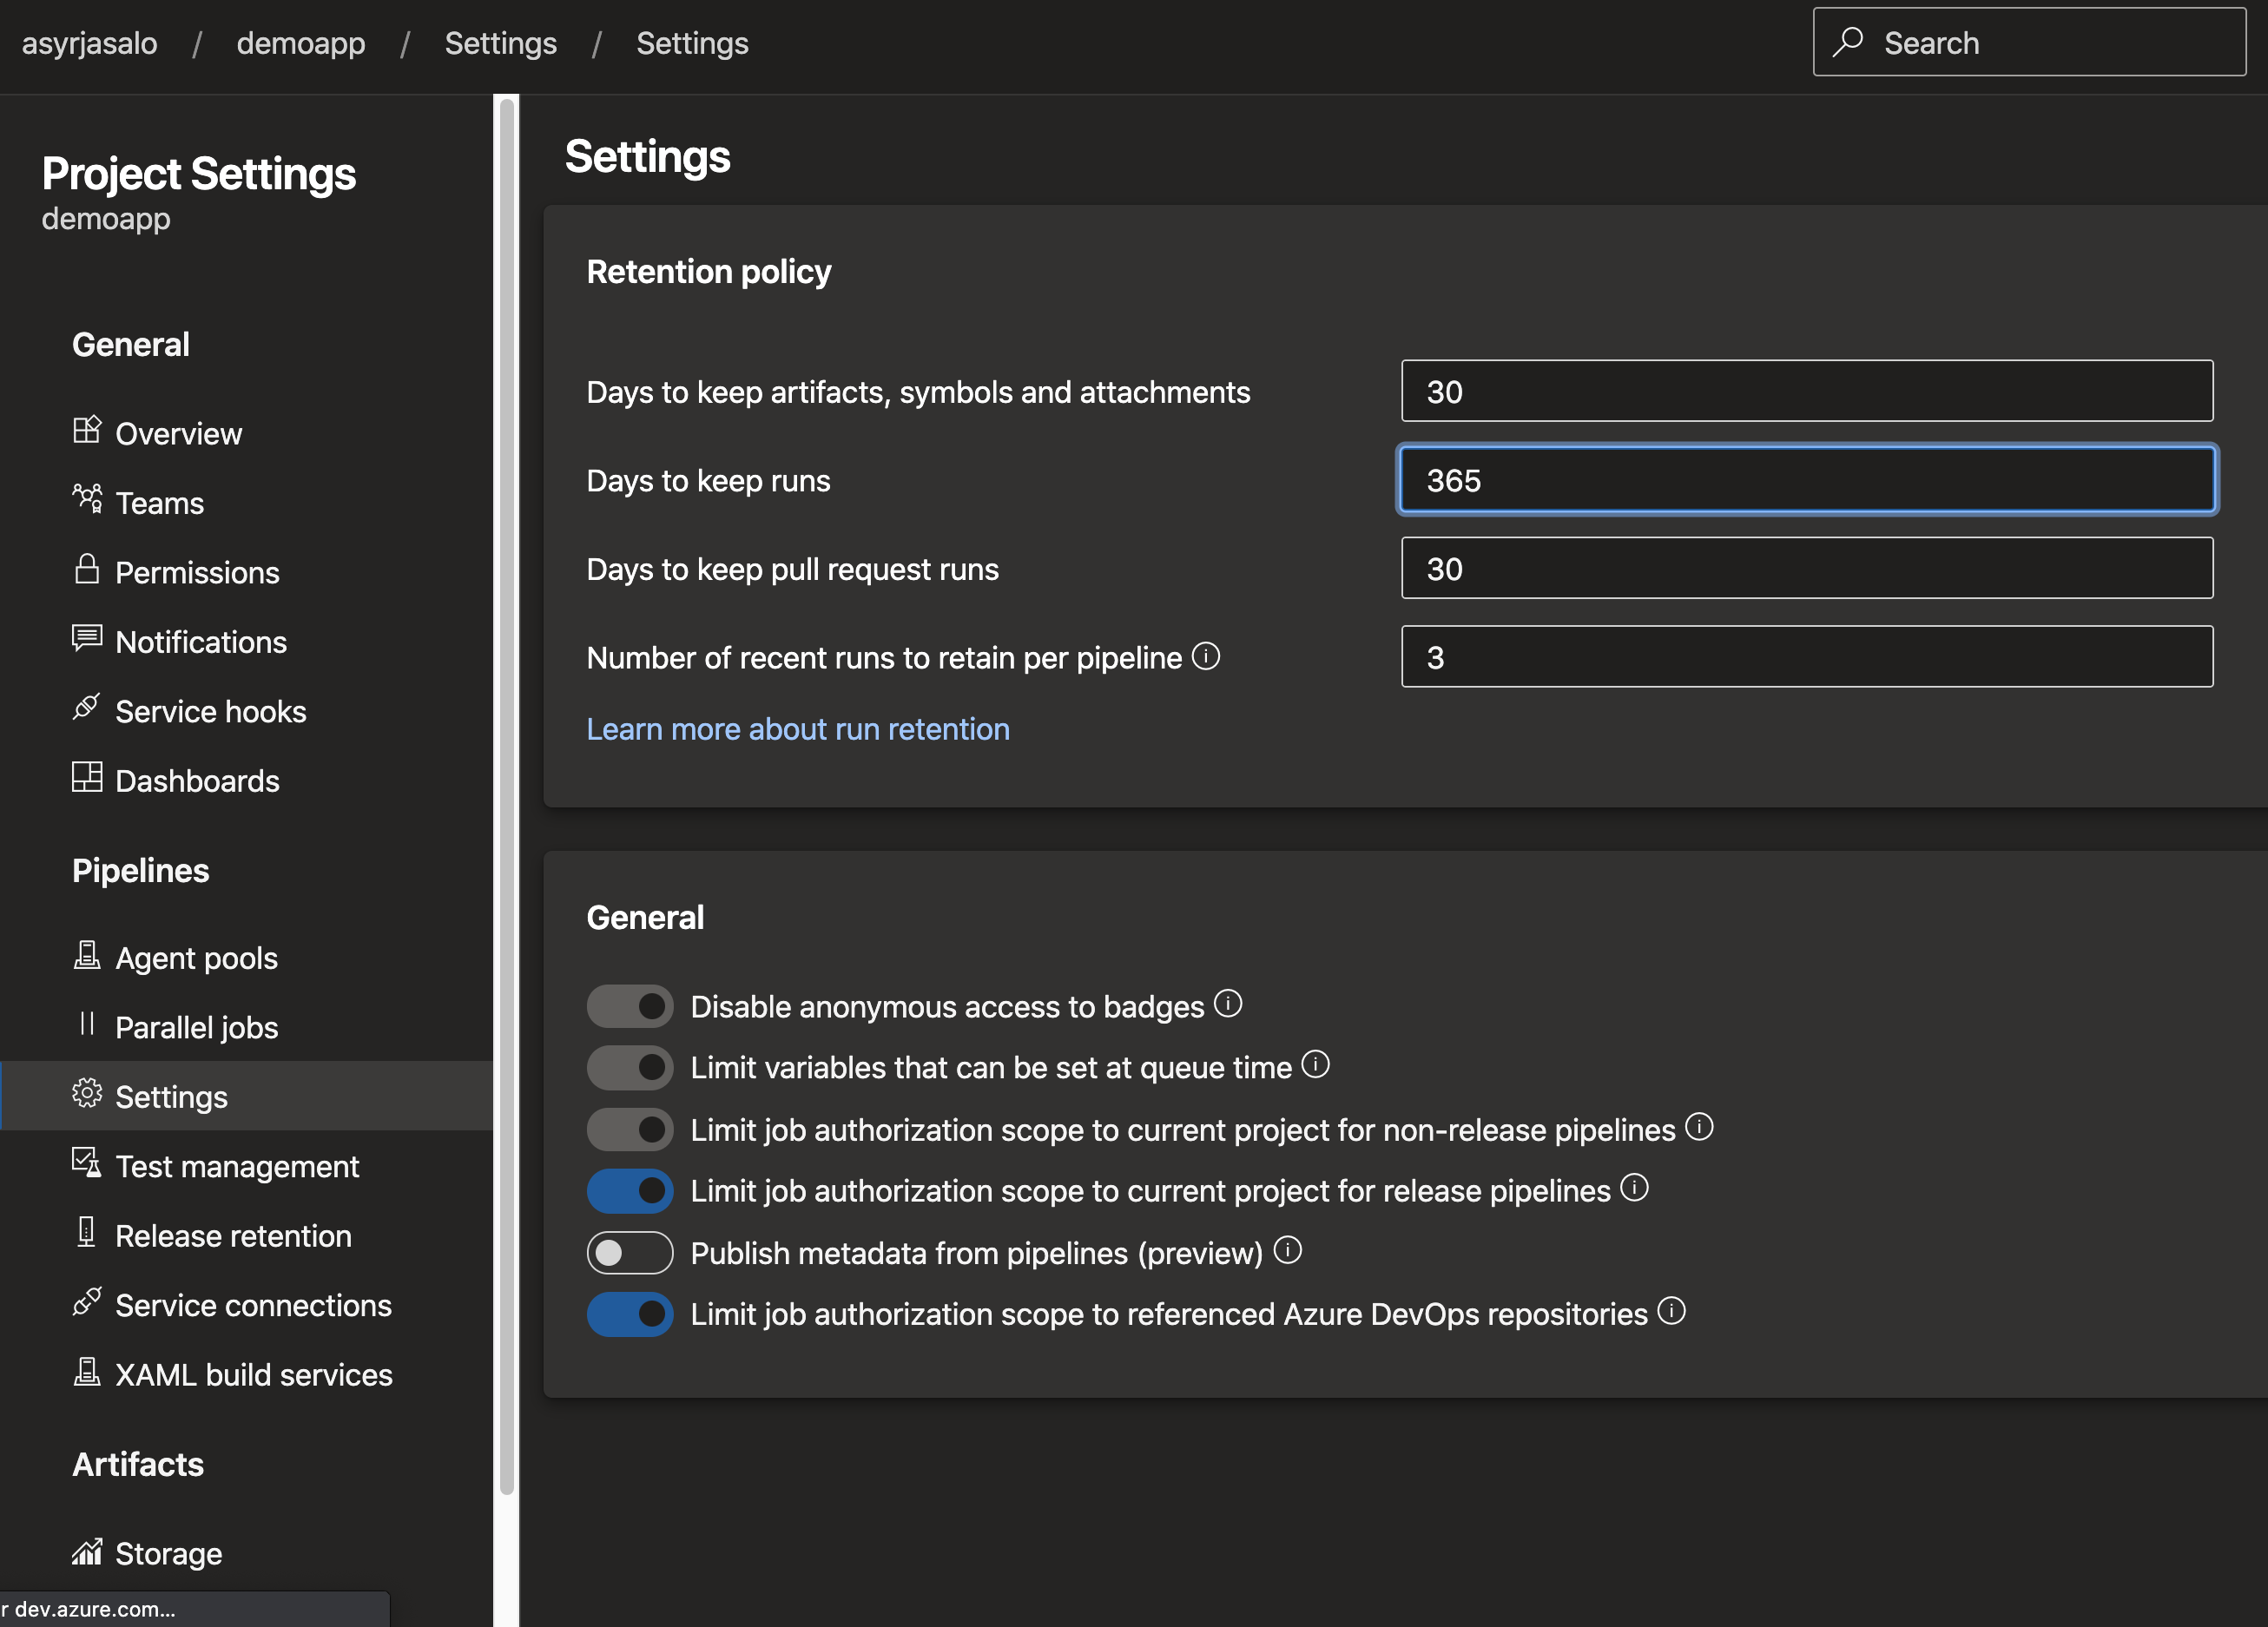 asyrjasalo / demoapp / Settings / Settings
Search
Project Settings
demoapp
General
Overview
Teams
Permissions
Notifications
Service hooks
Dashboards
Pipelines
Agent pools
Parallel jobs
Settings
Test management
Release retention
Service connections
XAML build services
Artifacts
Storage
r dev.azure.com...
Settings
Retention policy
Days to keep artifacts, symbols and attachments 30
Days to keep runs 365
Days to keep pull request runs 30
Number of recent runs to retain per pipeline 3
Learn more about run retention
General
Disable anonymous access to badges
Limit variables that can be set at queue time
Limit job authorization scope to current project for non-release pipelines
Limit job authorization scope to current project for release pipelines
Publish metadata from pipelines (preview)
Limit job authorization scope to referenced Azure DevOps repositories